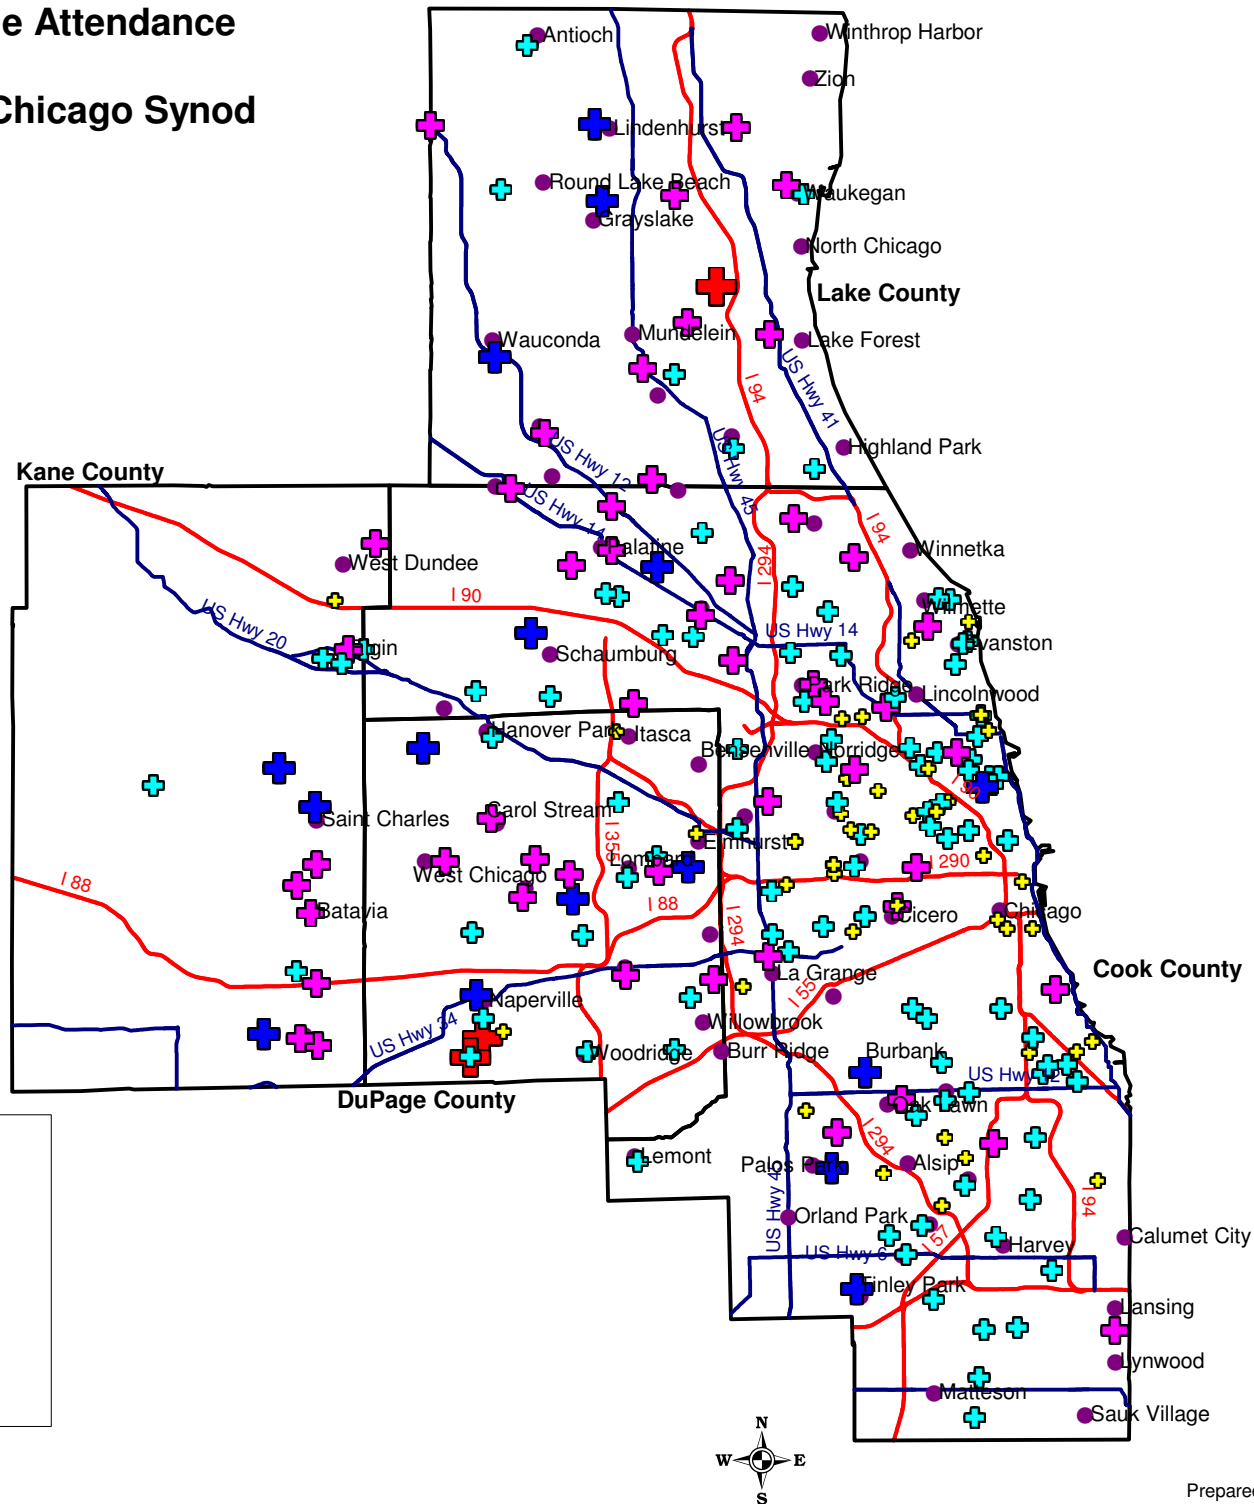 e Attendance
Chicago Synod
Antioch
Winthrop Harbor
Zion
Lindenhurst
Round Lake Beach
Waukegan
Grayslake
North Chicago
Lake County
Wauconda
Mundelein
Lake Forest
I 94
US Hwy 41
Highland Park
US Hwy 12
US Hwy 45
Kane County
US Hwy 14
I 94
Palatine
Winnetka
West Dundee
I 294
I 90
Wilmette
US Hwy 20
US Hwy 14
Evanston
Elgin
Schaumburg
Park Ridge
Lincolnwood
Hanover Park
Itasca
Bensenville
Norridge
I 90
Saint Charles
Carol Stream
I 355
Elmhurst
Lombard
West Chicago
I 290
I 88
I 88
Batavia
I 294
Cicero
Chicago
Cook County
La Grange
I 55
Naperville
Willowbrook
US Hwy 34
Woodridge
Burr Ridge
Burbank
US Hwy 12
DuPage County
Oak Lawn
I 294
Lemont
Palos Park
Alsip
I 94
US Hwy 45
Orland Park
I 57
Calumet City
US Hwy 6
Harvey
Tinley Park
Lansing
Lynwood
Matteson
Sauk Village
N
W
E
S
Prepared